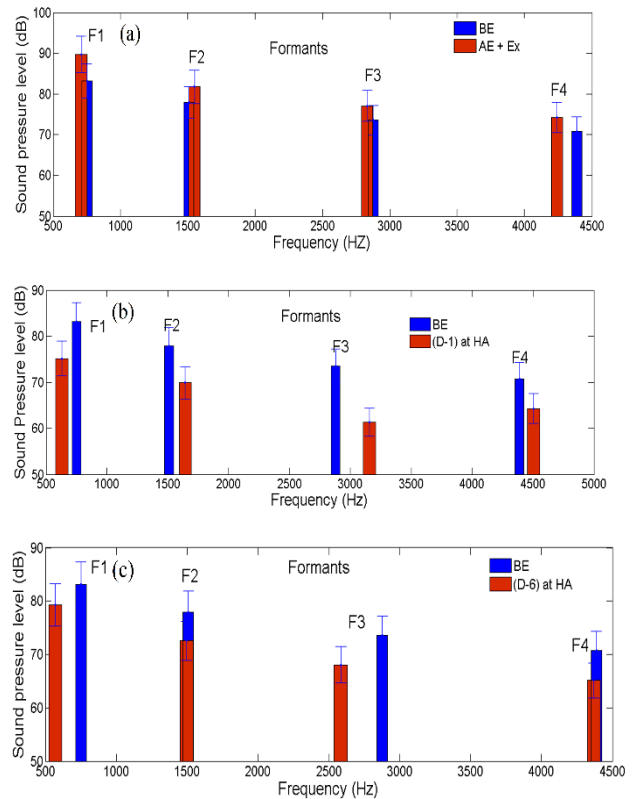 100
90
80
70
60
50
Sound pressure level (dB)
F1
(a)
F2
Formants
F3
F4
BE
AE + Ex
500 1000 1500 2000 2500 3000 3500 4000 4500
Frequency (HZ)
90
80
70
60
50
Sound Pressure level (dB)
F1
(b)
F2
Formants
F3
F4
BE
(D-1) at HA
500 1000 1500 2000 2500 3000 3500 4000 4500 5000
Frequency (Hz)
90
80
70
60
50
Sound pressure level (dB)
F1
(c)
F2
Formants
F3
F4
BE
(D-6) at HA
500 1000 1500 2000 2500 3000 3500 4000 4500
Frequency (Hz)